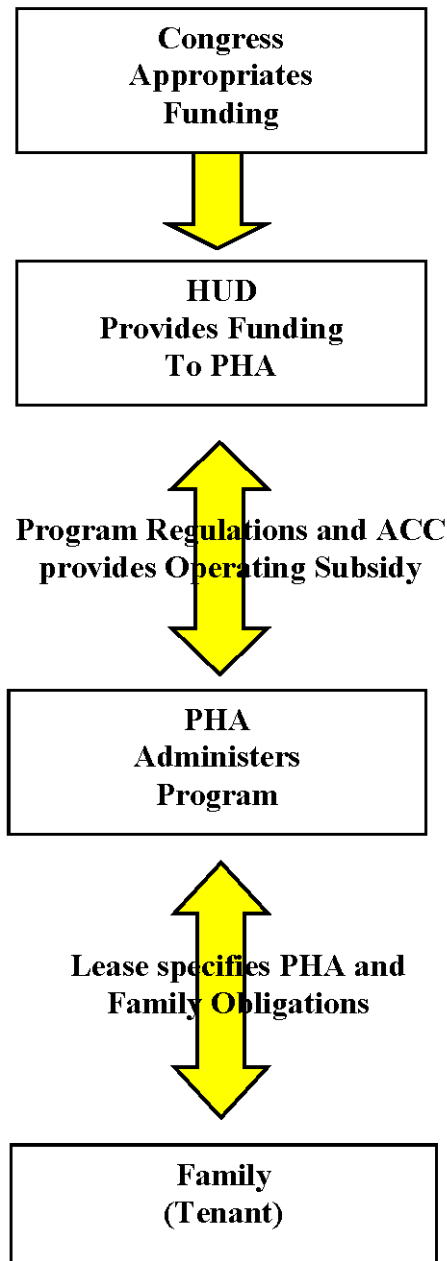 Congress
Appropriates
Funding
HUD
Provides Funding
To PHA
Program Regulations and ACC
provides Operating Subsidy
PHA
Administers
Program
Lease specifies PHA and
Family Obligations
Family
(Tenant)